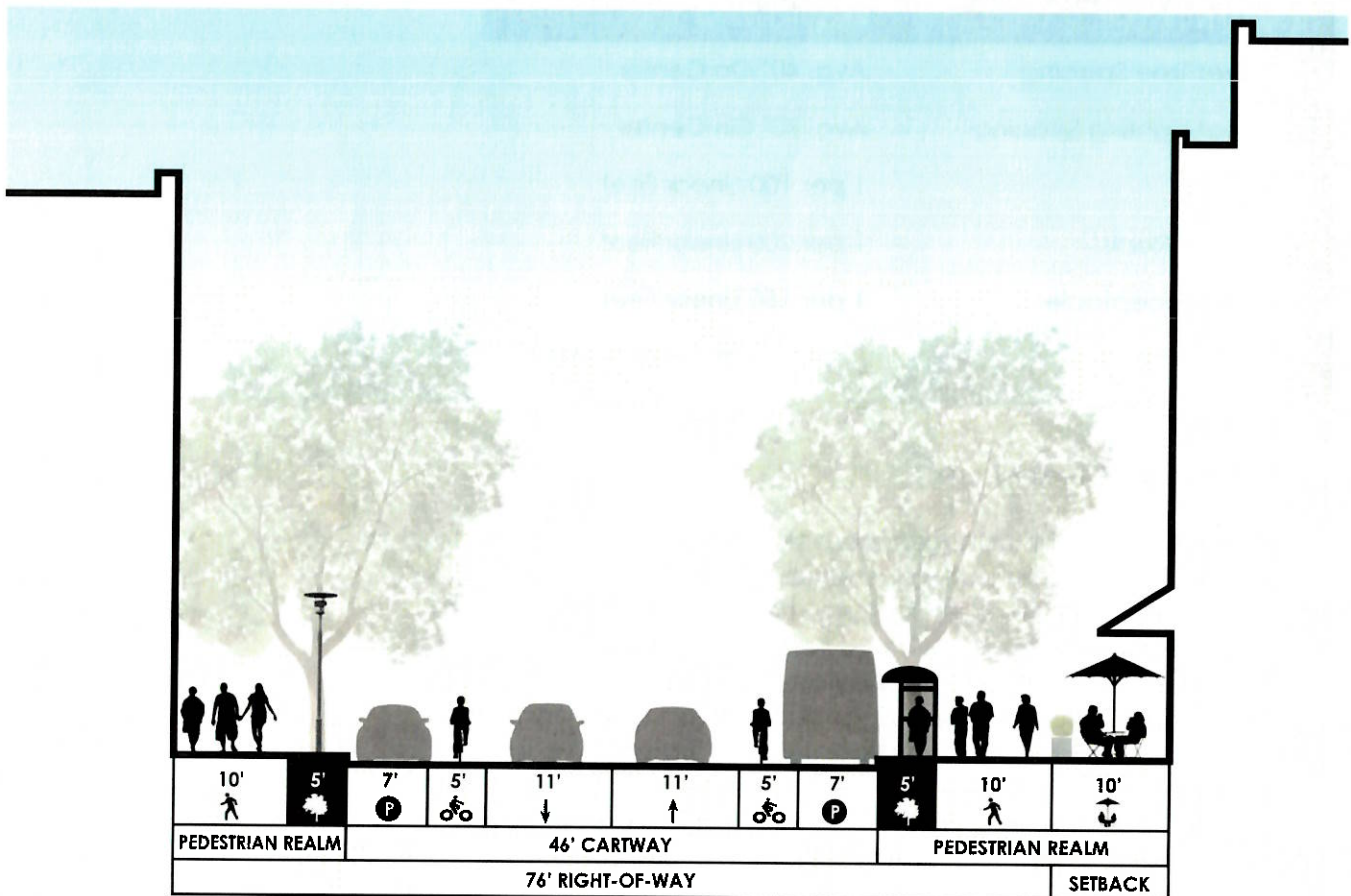 10' 5' 7' 5' 11' 11' 5' 7' 5' 10' 10'
P P
PEDESTRIAN REALM 46' CARTWAY PEDESTRIAN REALM
76' RIGHT-OF-WAY SETBACK